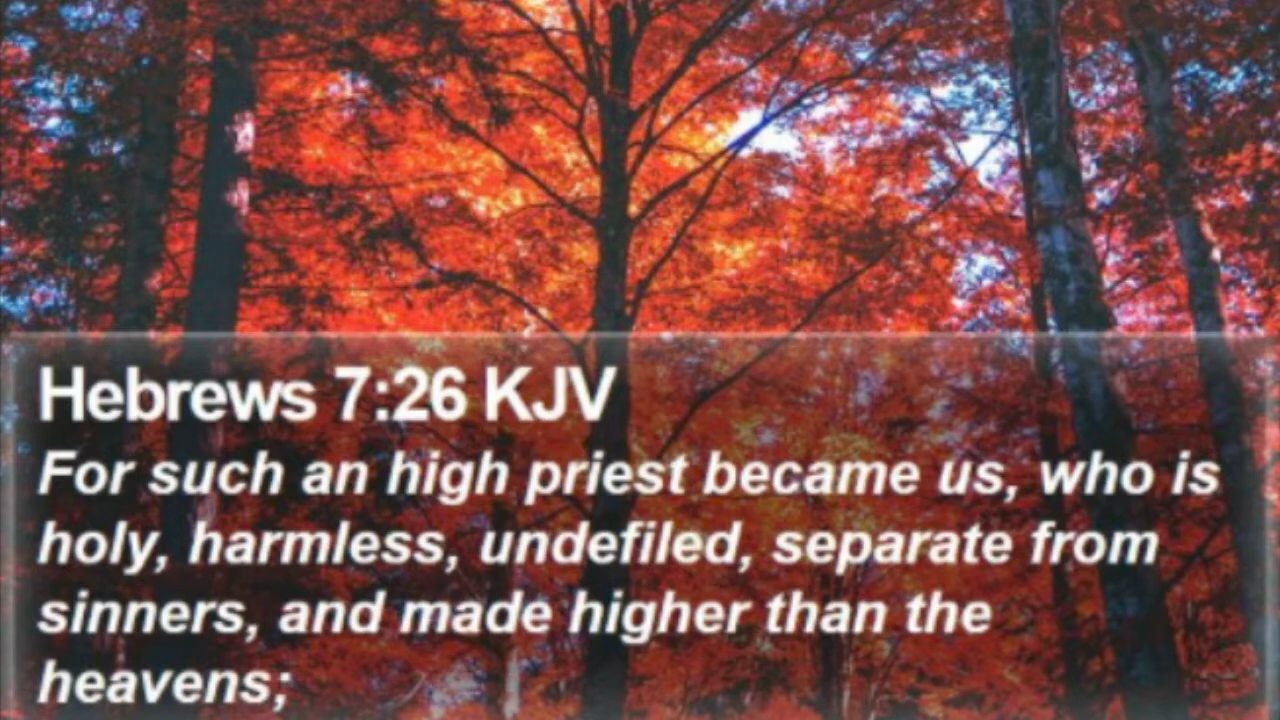 Hebrews 7:26 KJV
For such an high priest became us, who is
holy, harmless, undefiled, separate from
sinners, and made higher than the
heavens;